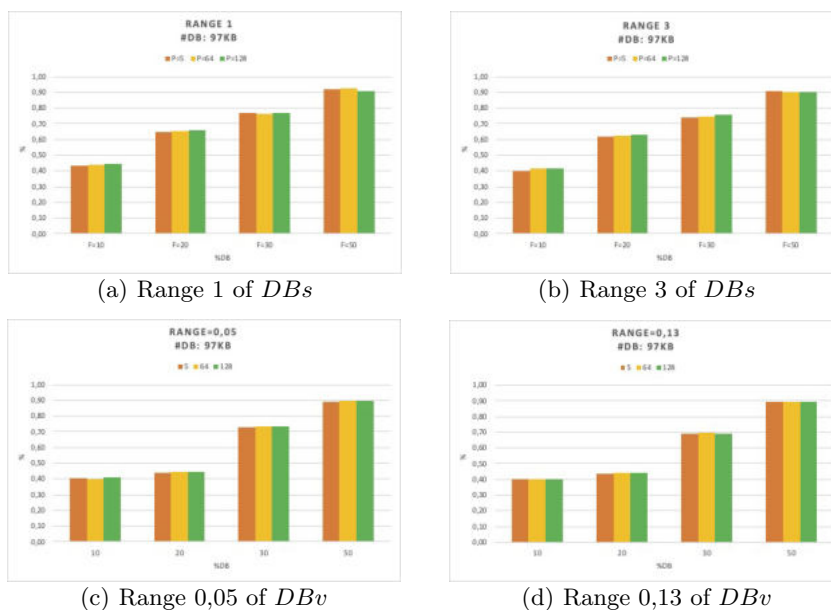 RANGE 1
#DB: 97KB
P=5 P=64 P=128
1,00
0,90
0,80
0,70
0,60
0,50
0,40
0,30
0,20
0,10
0,00
%
F=10 F=20 F=30 F=50
%DB
(a) Range 1 of DBs
RANGE 3
#DB: 97KB
P=5 P=64 P=128
1,00
0,90
0,80
0,70
0,60
0,50
0,40
0,30
0,20
0,10
0,00
%
F=10 F=20 F=30 F=50
%DB
(b) Range 3 of DBs
RANGE=0,05
#DB: 97KB
5 64 128
1,00
0,90
0,80
0,70
0,60
0,50
0,40
0,30
0,20
0,10
0,00
%
10 20 30 50
%DB
(c) Range 0,05 of DBv
RANGE=0,13
#DB: 97KB
5 64 128
1,00
0,90
0,80
0,70
0,60
0,50
0,40
0,30
0,20
0,10
0,00
%
10 20 30 50
%DB
(d) Range 0,13 of DBv